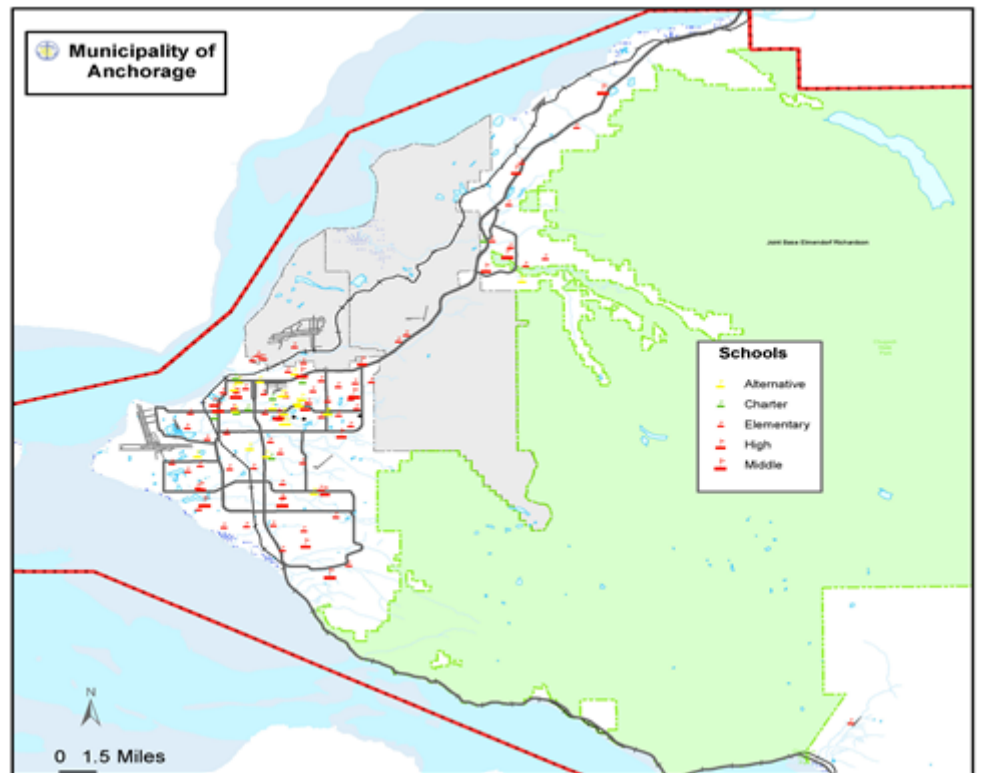 Municipality of
Anchorage
Joint Base Elmendorf Richardson
Schools
Alternative
Charter
Elementary
High
Middle
N
0 1.5 Miles